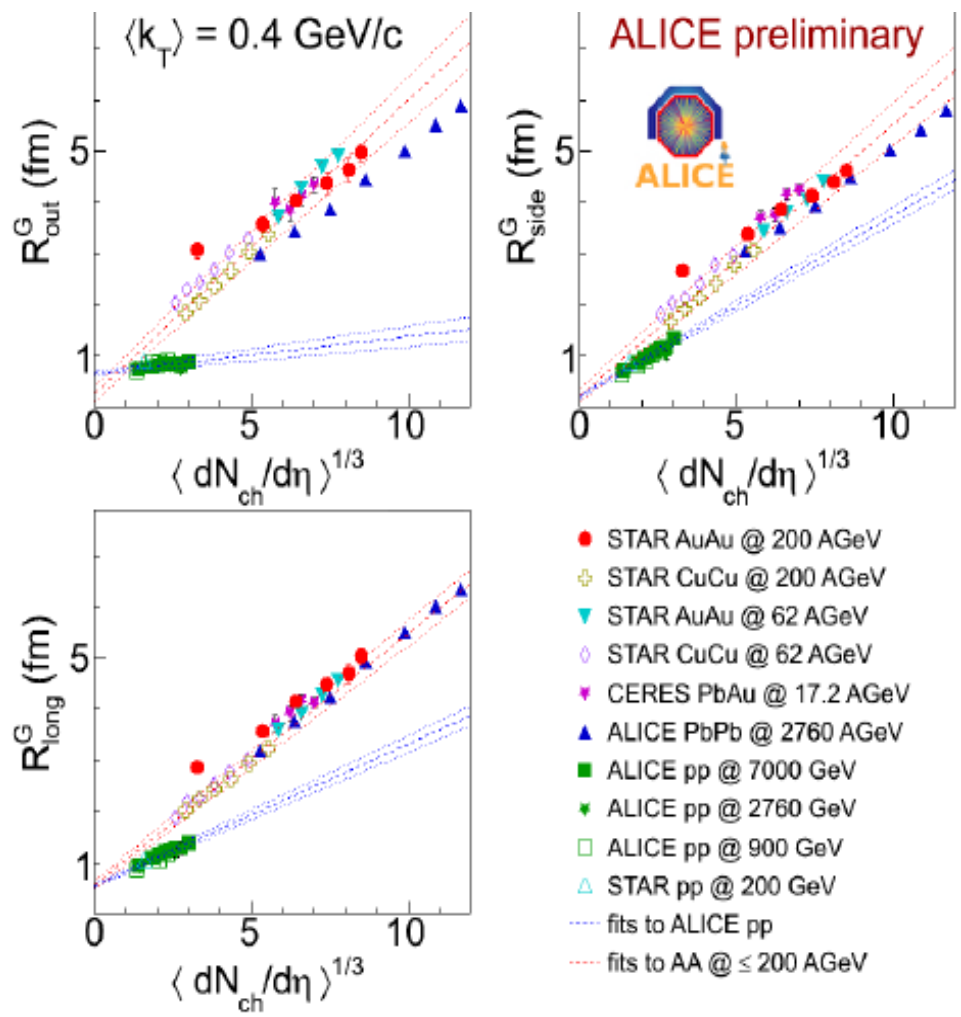 ⟨k_T⟩ = 0.4 GeV/c
ALICE preliminary
ALICE
R^G_out (fm)
5
1
0 5 10
⟨ dN_ch/dη ⟩^1/3
R^G_side (fm)
5
1
0 5 10
⟨ dN_ch/dη ⟩^1/3
R^G_long (fm)
5
1
0 5 10
⟨ dN_ch/dη ⟩^1/3
STAR AuAu @ 200 AGeV
STAR CuCu @ 200 AGeV
STAR AuAu @ 62 AGeV
STAR CuCu @ 62 AGeV
CERES PbAu @ 17.2 AGeV
ALICE PbPb @ 2760 AGeV
ALICE pp @ 7000 GeV
ALICE pp @ 2760 GeV
ALICE pp @ 900 GeV
STAR pp @ 200 GeV
fits to ALICE pp
fits to AA @ ≤ 200 AGeV